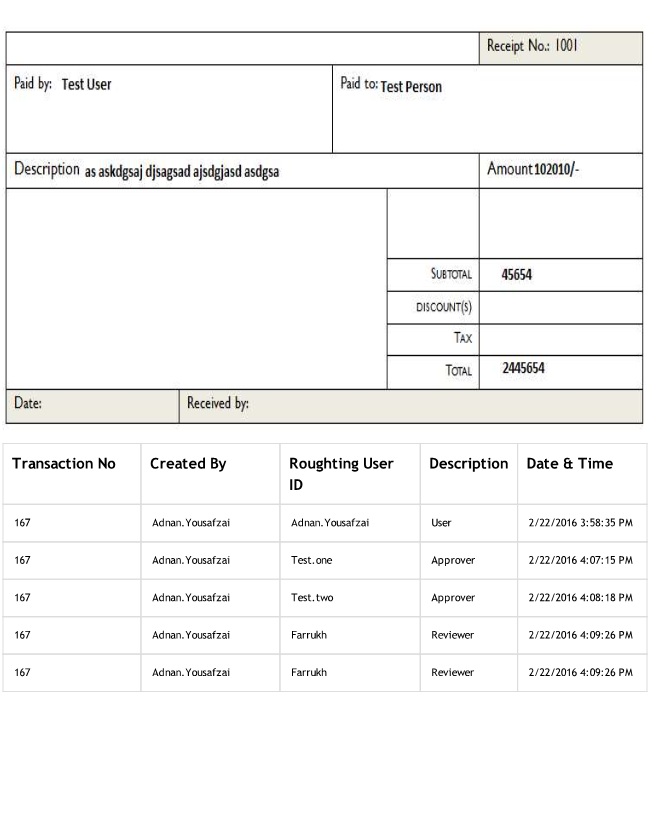 Receipt No.: 1001
Paid by: Test User
Paid to: Test Person
Description as askdgsaj djsagsad ajsdgjasd asdgsa
Amount 102010/-
SUBTOTAL 45654
DISCOUNT(S)
TAX
TOTAL 2445654
Date:
Received by:
Transaction No Created By Roughting User ID Description Date & Time
167 Adnan.Yousafzai Adnan.Yousafzai User 2/22/2016 3:58:35 PM
167 Adnan.Yousafzai Test.one Approver 2/22/2016 4:07:15 PM
167 Adnan.Yousafzai Test.two Approver 2/22/2016 4:08:18 PM
167 Adnan.Yousafzai Farrukh Reviewer 2/22/2016 4:09:26 PM
167 Adnan.Yousafzai Farrukh Reviewer 2/22/2016 4:09:26 PM